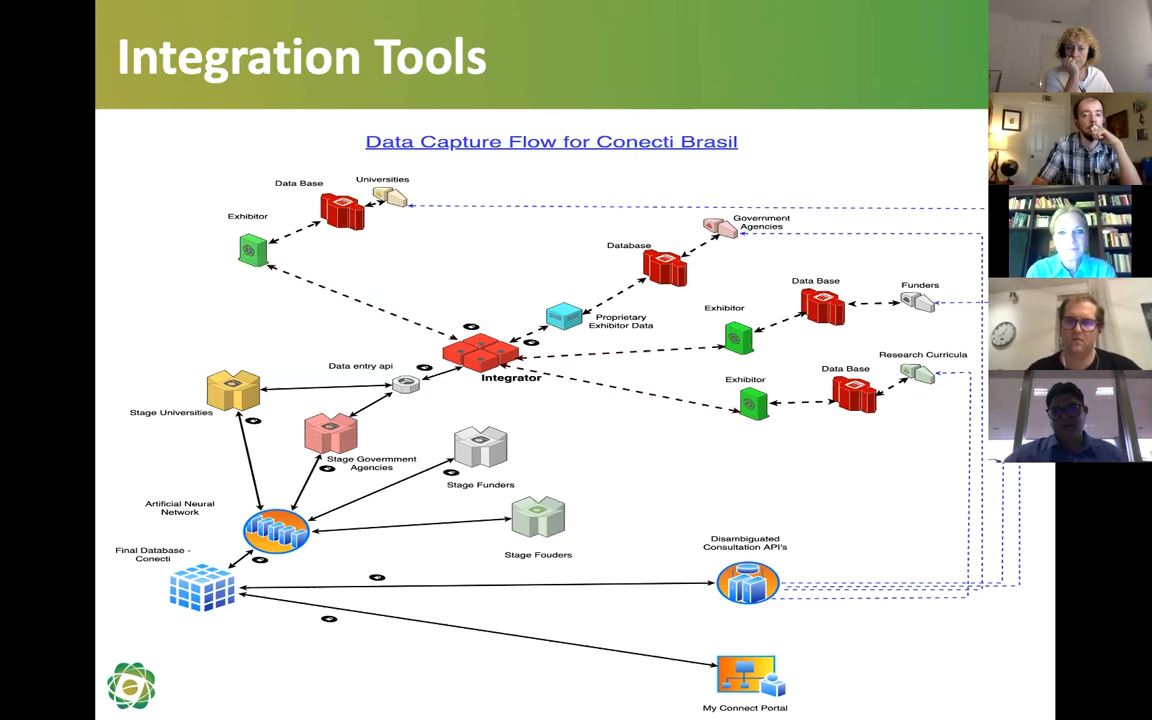 Integration Tools
Data Capture Flow for Conecti Brasil
Universities
Data Base
Exhibitor
Government
Agencies
Database
Data Base
Funders
Exhibitor
Proprietary
Exhibitor Data
Research Curricula
Data entry api
Integrator
Data Base
Exhibitor
Stage Universities
Stage Government
Agencies
Stage Funders
Artificial Neural
Network
Stage Fouders
Final Database -
Conecti
Disambiguated
Consultation API's
My Connect Portal